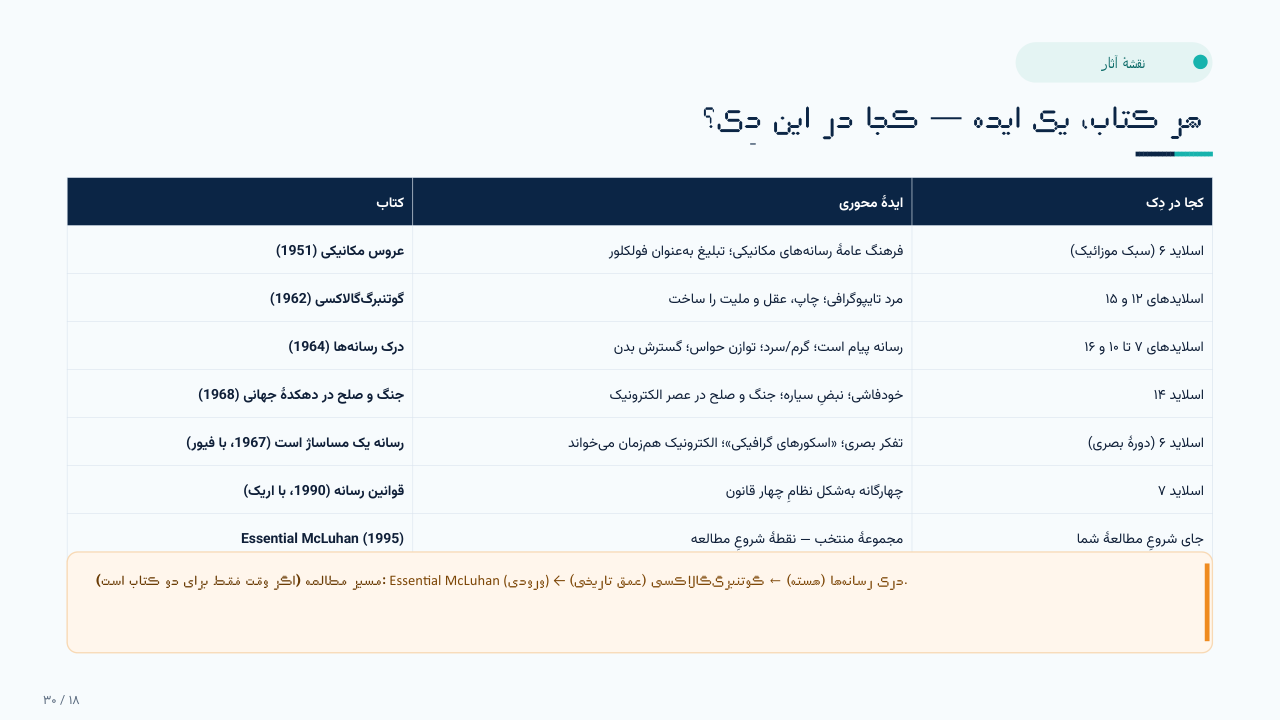 نقشهٔ آثار
هر کتاب، یک ایده — کجا در این دِک؟
کجا در دِک	ایدهٔ محوری	کتاب
اسلاید ۶ (سبک موزائیک)	فرهنگ عامهٔ رسانه‌های مکانیکی؛ تبلیغ به‌عنوان فولکلور	عروس مکانیکی (1951)
اسلایدهای ۱۲ و ۱۵	مرد تایپوگرافی؛ چاپ، عقل و ملیت را ساخت	گوتنبرگ‌گالاکسی (1962)
اسلایدهای ۷ تا ۱۰ و ۱۶	رسانه پیام است؛ گرم/سرد؛ توازن حواس؛ گسترش بدن	درک رسانه‌ها (1964)
اسلاید ۱۴	خودفاشی؛ نبضِ سیاره؛ جنگ و صلح در عصر الکترونیک	جنگ و صلح در دهکدهٔ جهانی (1968)
اسلاید ۶ (دورهٔ بصری)	تفکر بصری؛ «اسکورهای گرافیکی»؛ الکترونیک هم‌زمان می‌خواند	رسانه یک مساساژ است (1967، با فیور)
اسلاید ۷	چهارگانه به‌شکل نظامِ چهار قانون	قوانین رسانه (1990، با اریک)
جای شروعِ مطالعهٔ شما	مجموعهٔ منتخب — نقطهٔ شروعِ مطالعه	Essential McLuhan (1995)
مسیر مطالعه (اگر وقت فقط برای دو کتاب است): Essential McLuhan (ورودی) ← گوتنبرگ‌گالاکسی (عمق تاریخی) ← درک رسانه‌ها (هسته).
۱۸ / ۳۰